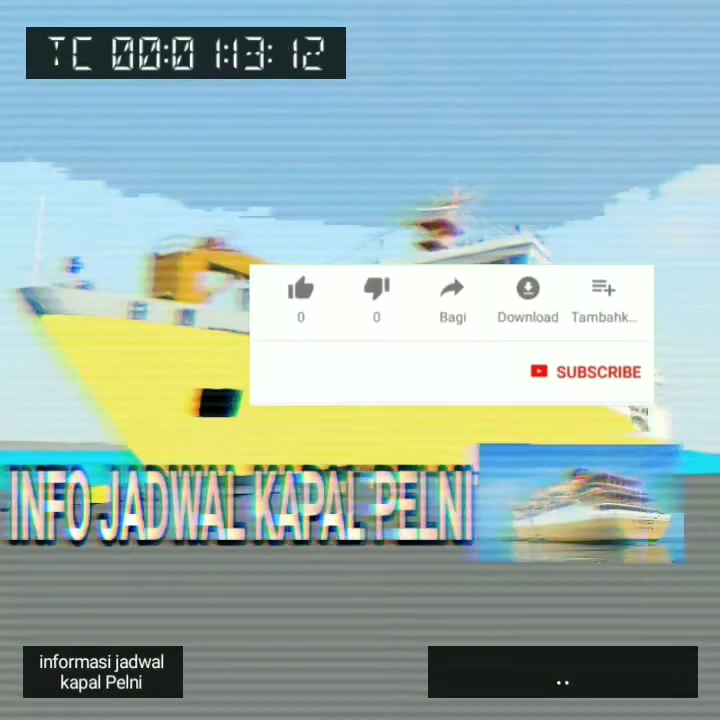 TC 00:01:13:12
0
0
Bagi
Download
Tambahk...
SUBSCRIBE
INFO JADWAL KAPAL PELNI
informasi jadwal
kapal Pelni
..